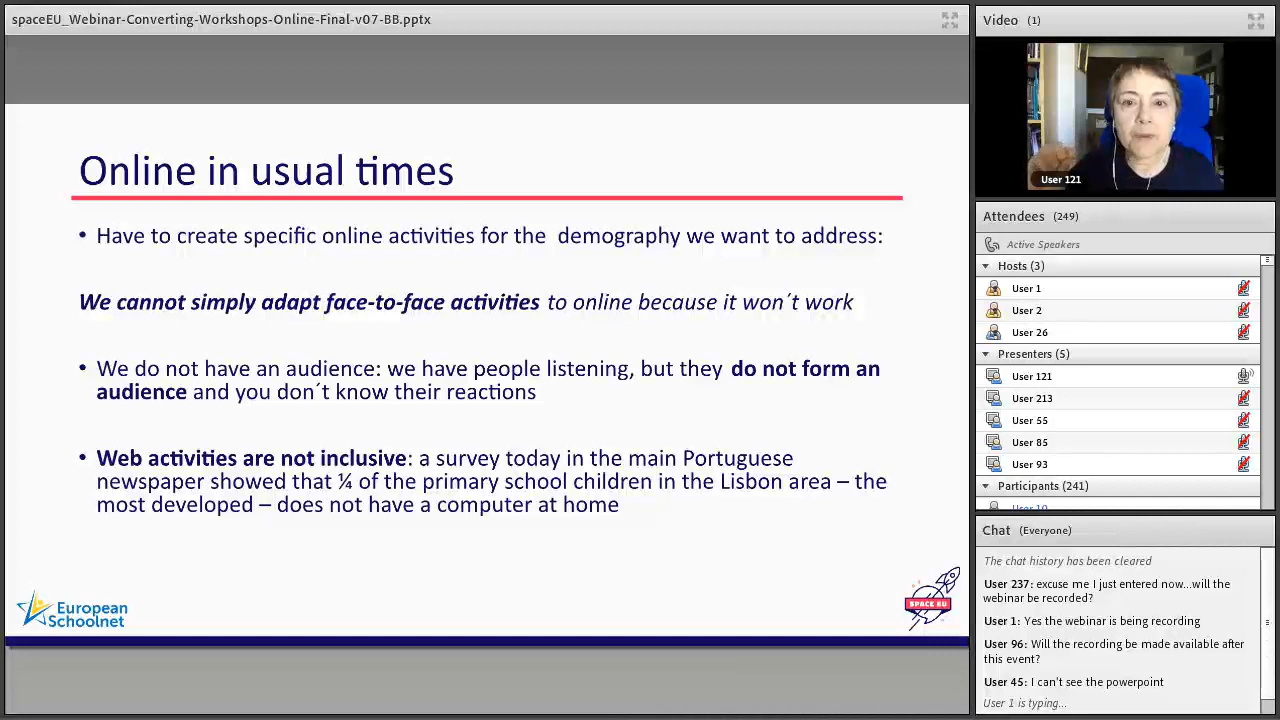 spaceEU_Webinar-Converting-Workshops-Online-Final-v07-BB.pptx
Online in usual times
• Have to create specific online activities for the  demography we want to address:
We cannot simply adapt face-to-face activities to online because it won´t work
• We do not have an audience: we have people listening, but they do not form an
audience and you don´t know their reactions
• Web activities are not inclusive: a survey today in the main Portuguese
newspaper showed that ¼ of the primary school children in the Lisbon area – the
most developed – does not have a computer at home
European
Schoolnet
SPACE EU
Video (1)
User 121
Attendees (249)
Active Speakers
Hosts (3)
User 1
User 2
User 26
Presenters (5)
User 121
User 213
User 55
User 85
User 93
Participants (241)
User 10
Chat (Everyone)
The chat history has been cleared
User 237: excuse me I just entered now...will the
webinar be recorded?
User 1: Yes the webinar is being recording
User 96: Will the recording be made available after
this event?
User 45: I can't see the powerpoint
User 1 is typing...